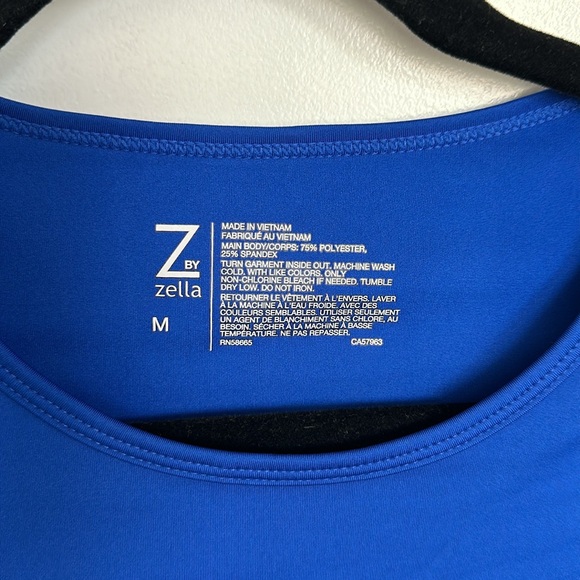 Z BY
zella
M
MADE IN VIETNAM
FABRIQUÉ AU VIETNAM
MAIN BODY/CORPS: 75% POLYESTER,
25% SPANDEX
TURN GARMENT INSIDE OUT. MACHINE WASH
COLD, WITH LIKE COLORS. ONLY
NON-CHLORINE BLEACH IF NEEDED. TUMBLE
DRY LOW. DO NOT IRON.
RETOURNER LE VÊTEMENT À L'ENVERS. LAVER
À LA MACHINE À L'EAU FROIDE, AVEC DES
COULEURS SEMBLABLES. UTILISER SEULEMENT
UN AGENT DE BLANCHIMENT SANS CHLORE, AU
BESOIN. SÉCHER À LA MACHINE À BASSE
TEMPÉRATURE. NE PAS REPASSER.
RN58665 CA57963